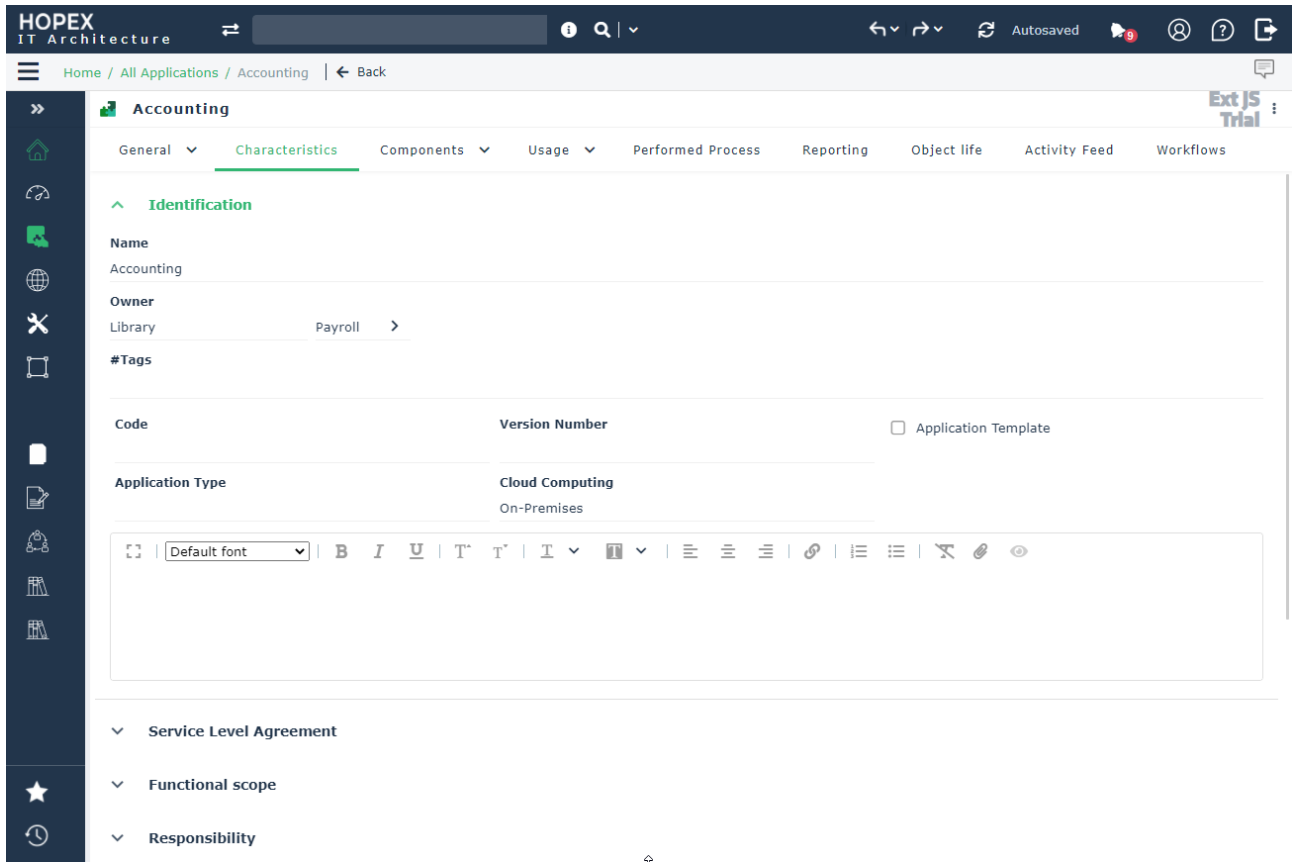 HOPEX
IT Architecture
Autosaved
9
Home / All Applications / Accounting | ← Back
Accounting
Ext JS
Trial
General Characteristics Components Usage Performed Process Reporting Object life Activity Feed Workflows
Identification
Name
Accounting
Owner
Library Payroll
#Tags
Code Version Number Application Template
Application Type Cloud Computing
On-Premises
Default font B I U T T T T
Service Level Agreement
Functional scope
Responsibility